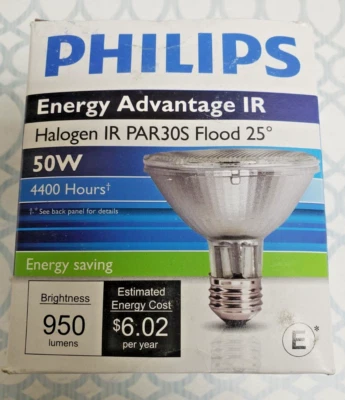 PHILIPS
Energy Advantage IR
Halogen IR PAR30S Flood 25°
50W
4400 Hours†
See back panel for details
Energy saving
Brightness
950
lumens
Estimated
Energy Cost
$6.02
per year
E*